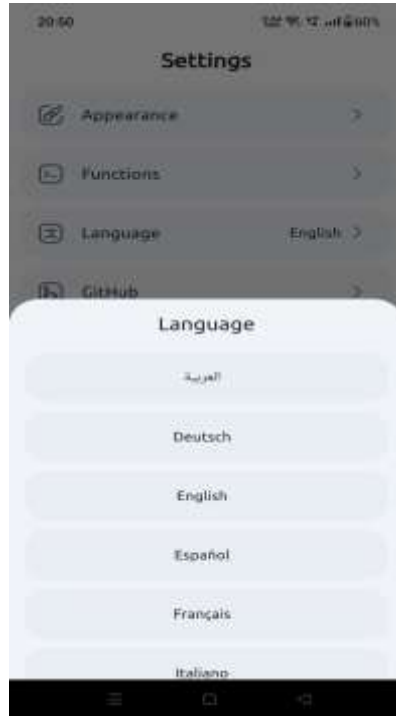 20:50
Settings
Appearance
Functions
Language English
GitHub
Language
العربية
Deutsch
English
Español
Français
Italiano